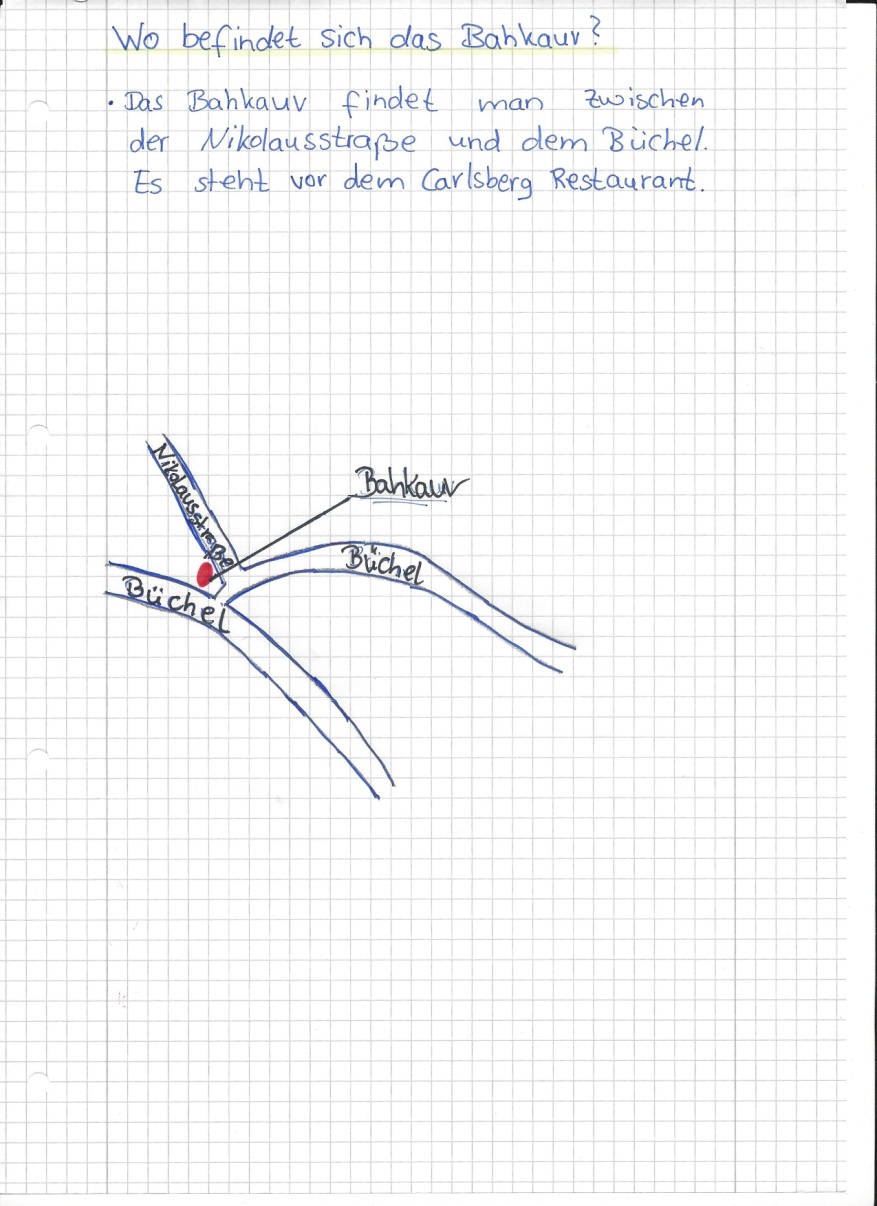 Wo befindet sich das Bahkauv?
• Das Bahkauv findet man zwischen
der Nikolausstraße und dem Büchel.
Es steht vor dem Carlsberg Restaurant.
Nikolausstraße
Bahkauv
Büchel
Büchel